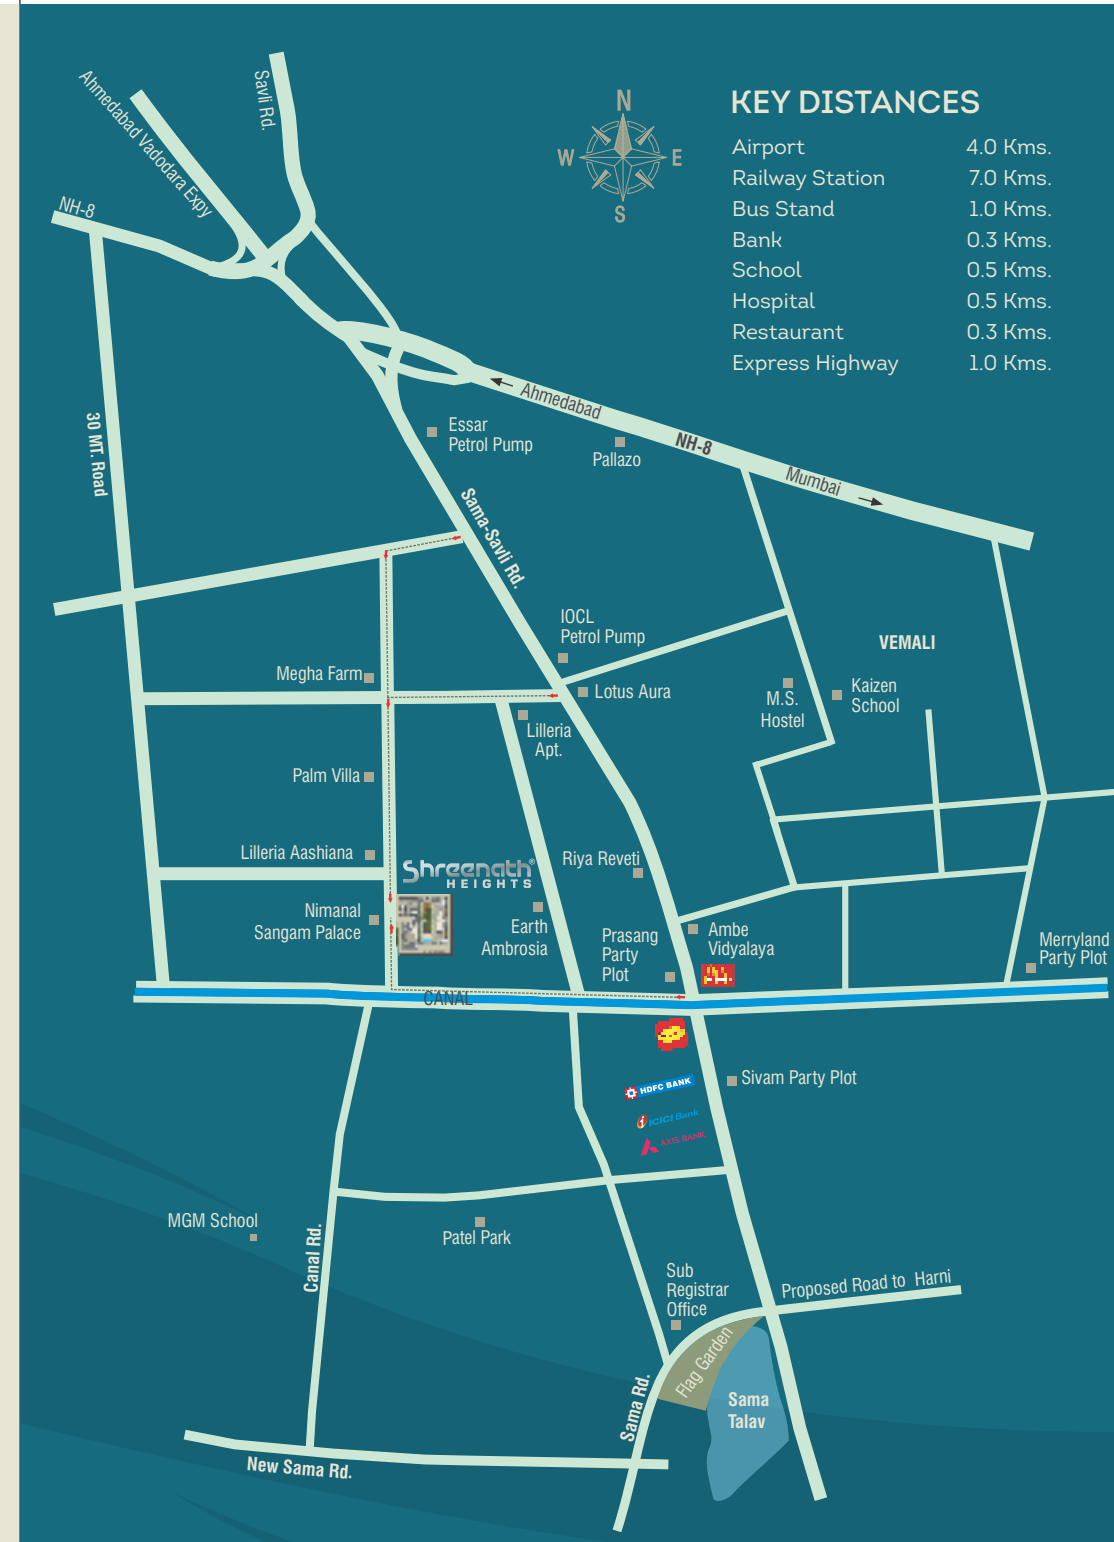 Savli Rd.
Ahmedabad Vadodara Expy
NH-8
N
W
E
S
KEY DISTANCES
Airport 4.0 Kms.
Railway Station 7.0 Kms.
Bus Stand 1.0 Kms.
Bank 0.3 Kms.
School 0.5 Kms.
Hospital 0.5 Kms.
Restaurant 0.3 Kms.
Express Highway 1.0 Kms.
Ahmedabad
NH-8
Mumbai
30 MT. Road
Essar
Petrol Pump
Pallazo
Sama-Savli Rd.
IOCL
Petrol Pump
VEMALI
Megha Farm
Lotus Aura
M.S.
Hostel
Kaizen
School
Lilleria
Apt.
Palm Villa
Lilleria Aashiana
Shreenath®
HEIGHTS
Riya Reveti
Nimanal
Sangam Palace
Earth
Ambrosia
Prasang
Party
Plot
Ambe
Vidyalaya
Merryland
Party Plot
CANAL
HDFC BANK
ICICI Bank
AXIS BANK
Sivam Party Plot
MGM School
Canal Rd.
Patel Park
Sub
Registrar
Office
Proposed Road to Harni
Flag Garden
Sama
Talav
Sama Rd.
New Sama Rd.